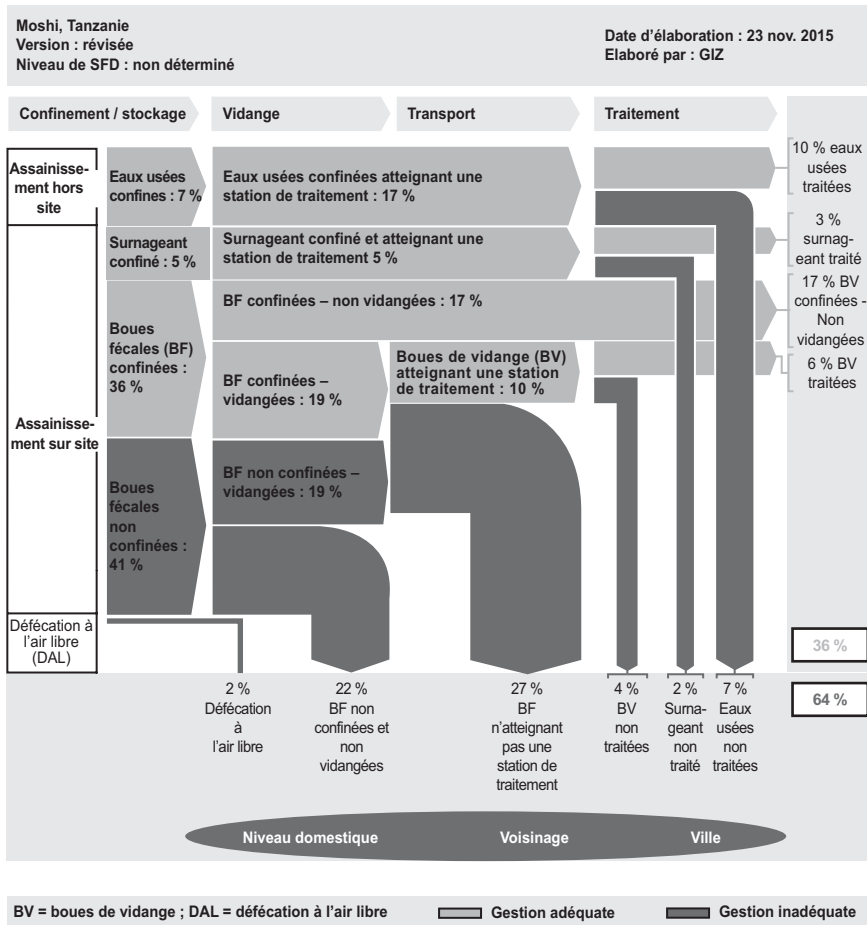 Moshi, Tanzanie
Version : révisée
Niveau de SFD : non déterminé
Date d'élaboration : 23 nov. 2015
Elaboré par : GIZ
Confinement / stockage
Vidange
Transport
Traitement
Assainisse-
ment hors
site
Eaux usées
confines : 7 %
Eaux usées confinées atteignant une
station de traitement : 17 %
10 % eaux
usées
traitées
Surnageant
confiné : 5 %
Surnageant confiné et atteignant une
station de traitement 5 %
3 %
surnag-
eant traité
Assainisse-
ment sur site
Boues
fécales (BF)
confinées :
36 %
BF confinées – non vidangées : 17 %
17 % BV
confinées -
Non
vidangées
BF confinées –
vidangées : 19 %
Boues de vidange (BV)
atteignant une station
de traitement : 10 %
6 % BV
traitées
Boues
fécales
non
confinées :
41 %
BF non confinées –
vidangées : 19 %
Défécation à
l'air libre
(DAL)
36 %
64 %
2 %
Défécation
à
l'air libre
22 %
BF non
confinées et
non
vidangées
27 %
BF
n'atteignant
pas une
station de
traitement
4 %
BV
non
traitées
2 %
Surna-
geant
non
traité
7 %
Eaux
usées
non
traitées
Niveau domestique
Voisinage
Ville
BV = boues de vidange ; DAL = défécation à l'air libre
Gestion adéquate
Gestion inadéquate